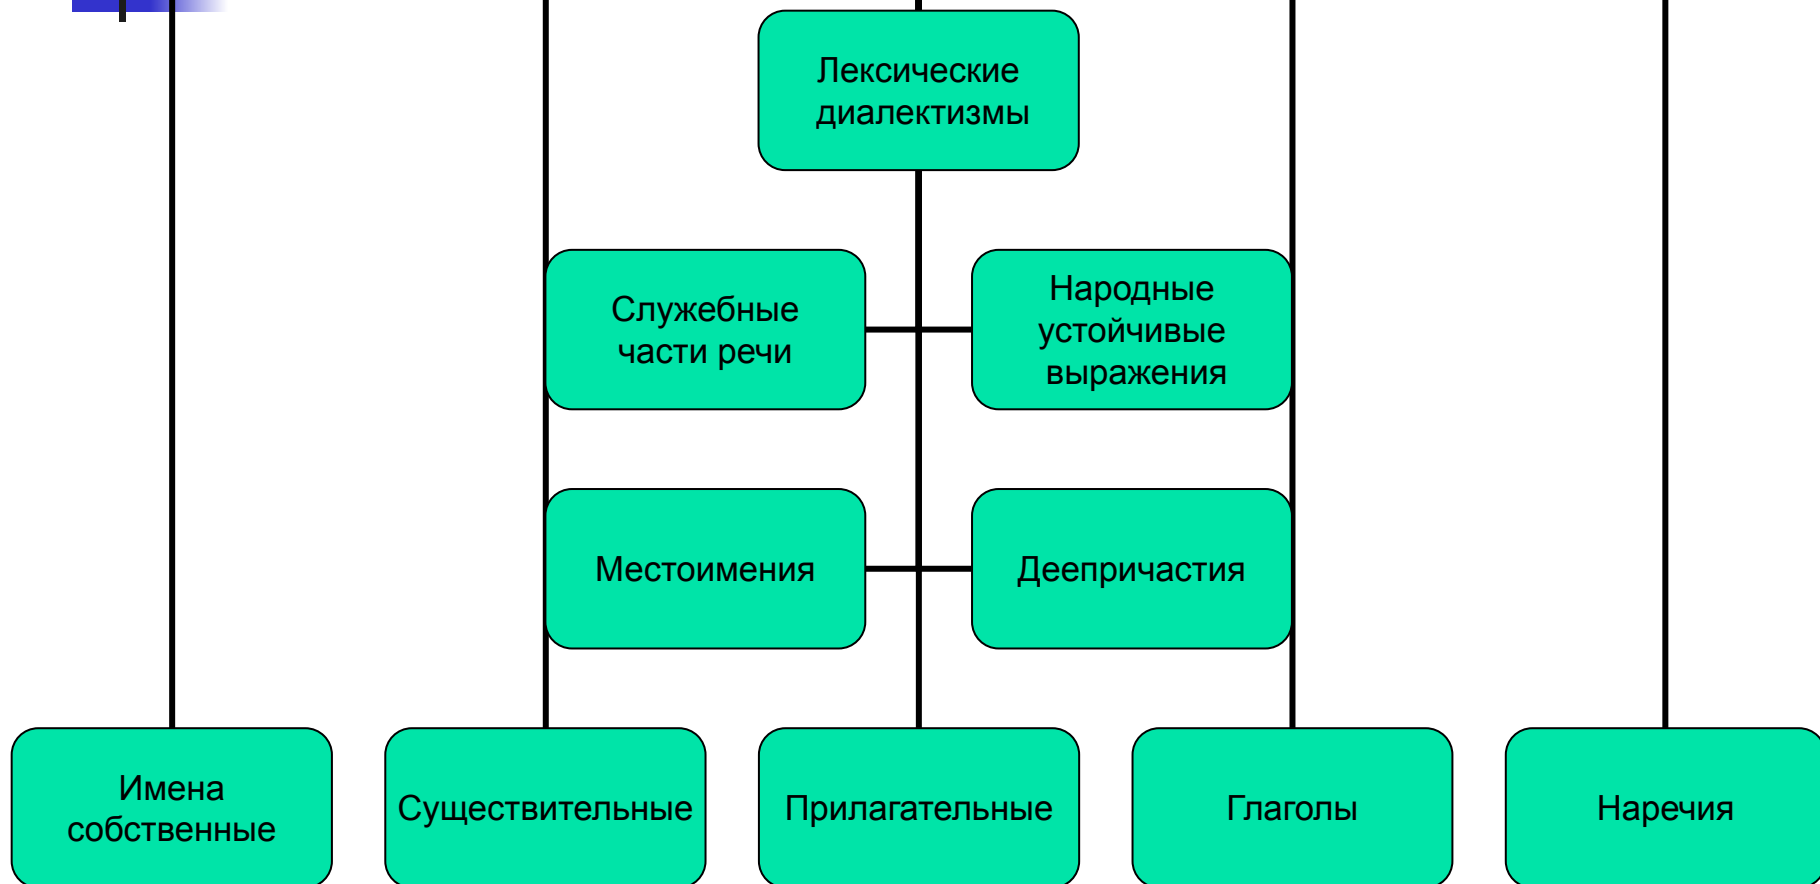 Лексические
диалектизмы
Служебные
части речи
Народные
устойчивые
выражения
Местоимения
Деепричастия
Имена
собственные
Существительные
Прилагательные
Глаголы
Наречия